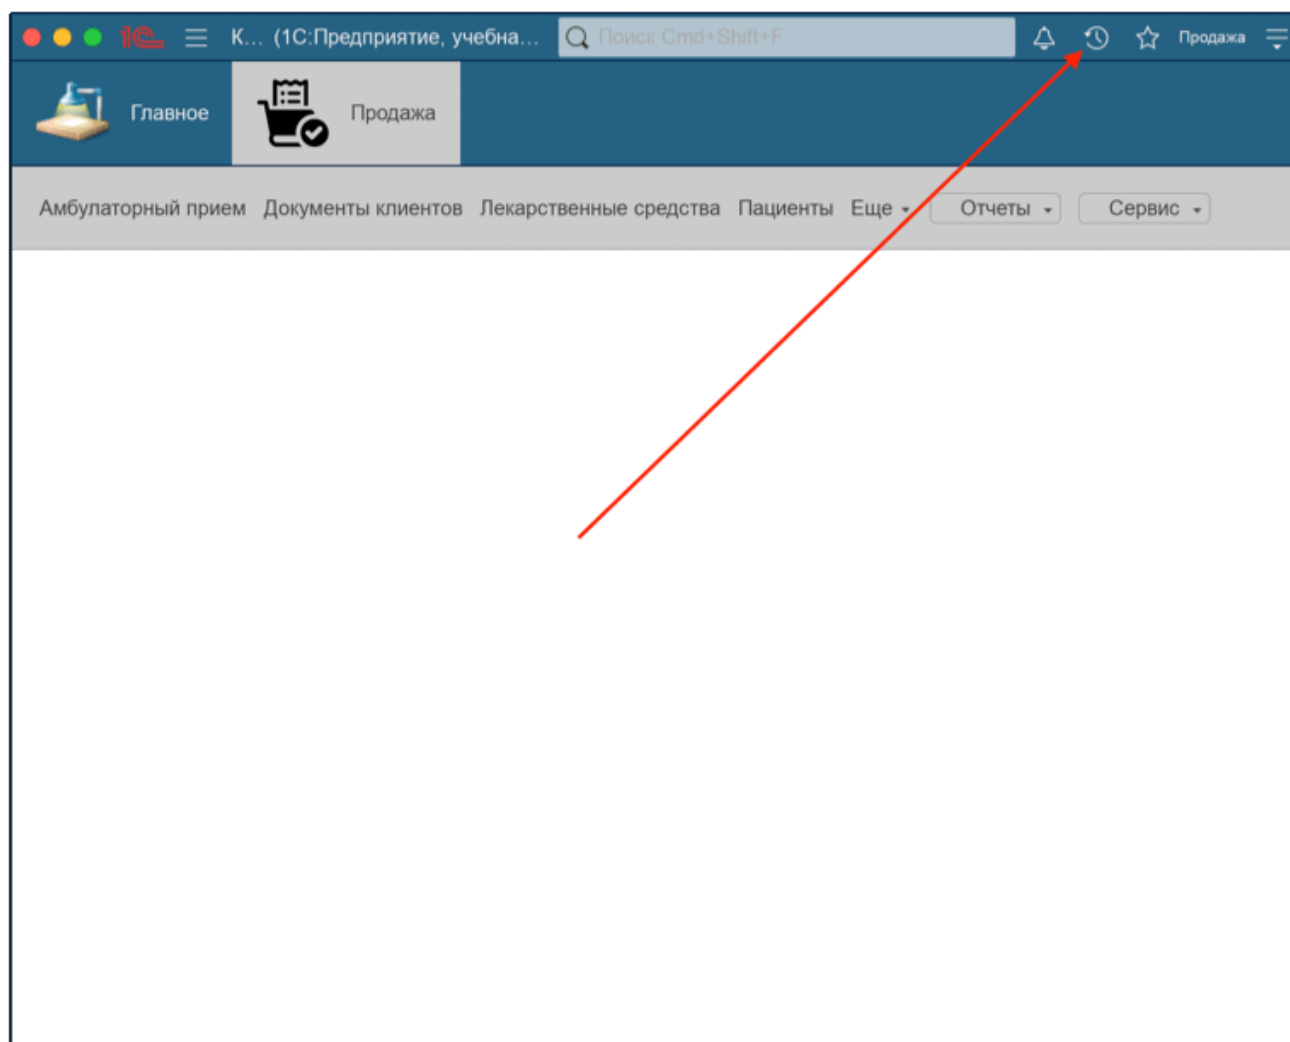 1С К... (1С:Предприятие, учебна... Поиск Cmd+Shift+F Продажа
Главное Продажа
Амбулаторный прием Документы клиентов Лекарственные средства Пациенты Еще Отчеты Сервис